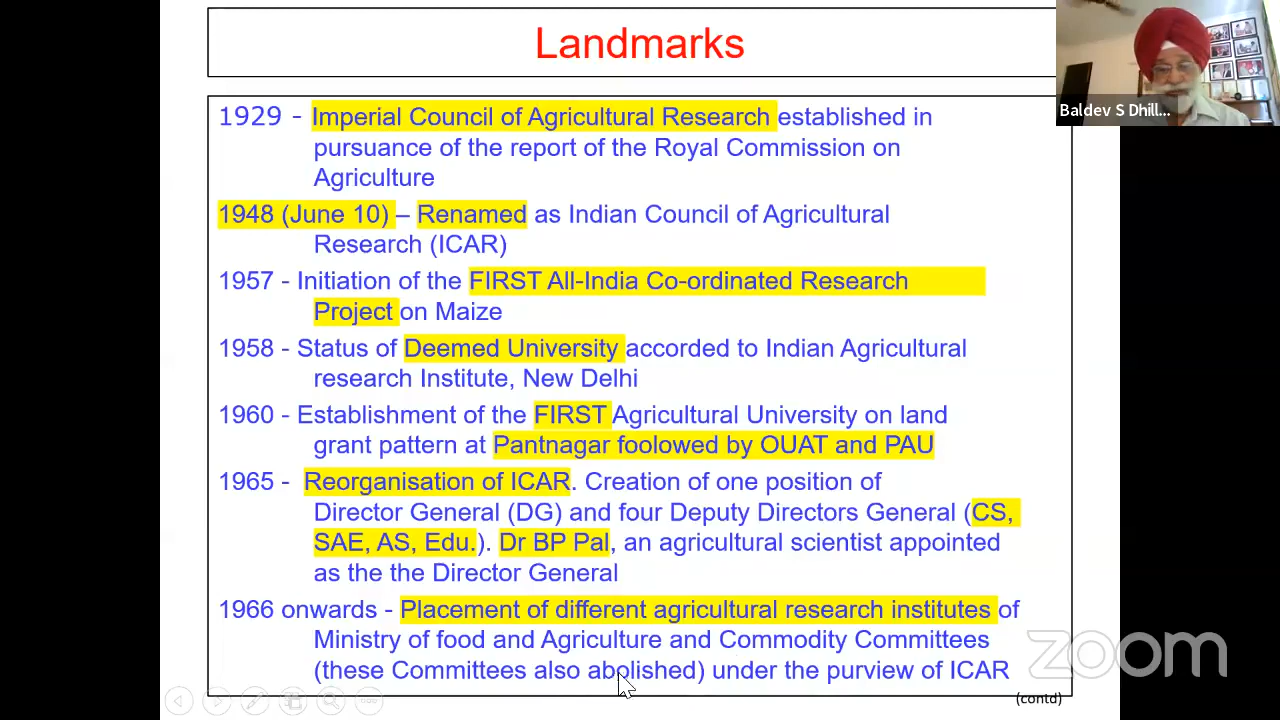 Landmarks
Baldev S Dhill...
1929 - Imperial Council of Agricultural Research established in
pursuance of the report of the Royal Commission on
Agriculture
1948 (June 10) – Renamed as Indian Council of Agricultural
Research (ICAR)
1957 - Initiation of the FIRST All-India Co-ordinated Research
Project on Maize
1958 - Status of Deemed University accorded to Indian Agricultural
research Institute, New Delhi
1960 - Establishment of the FIRST Agricultural University on land
grant pattern at Pantnagar foolowed by OUAT and PAU
1965 - Reorganisation of ICAR. Creation of one position of
Director General (DG) and four Deputy Directors General (CS,
SAE, AS, Edu.). Dr BP Pal, an agricultural scientist appointed
as the the Director General
1966 onwards - Placement of different agricultural research institutes of
Ministry of food and Agriculture and Commodity Committees
(these Committees also abolished) under the purview of ICAR
zoom
(contd)